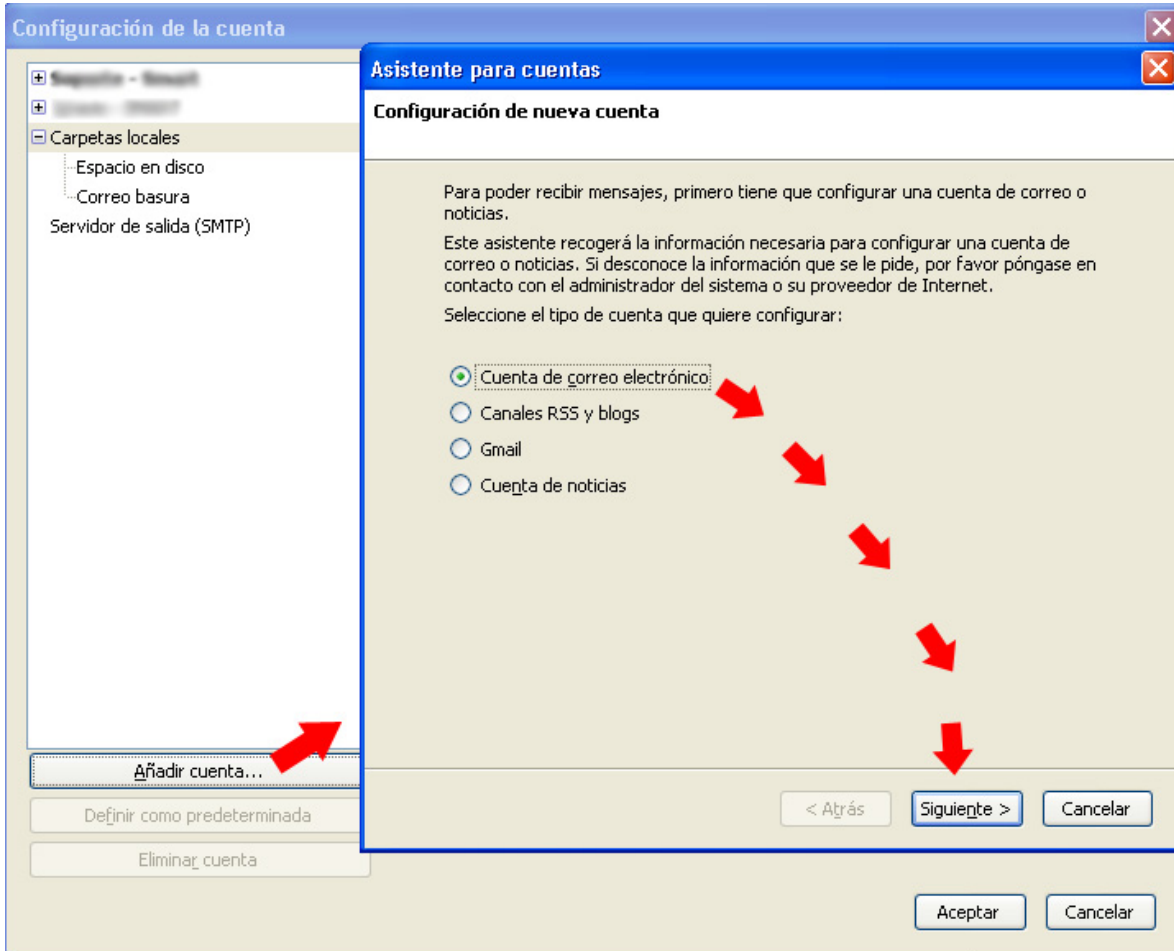 Configuración de la cuenta
Carpetas locales
Espacio en disco
Correo basura
Servidor de salida (SMTP)
Añadir cuenta...
Definir como predeterminada
Eliminar cuenta
Asistente para cuentas
Configuración de nueva cuenta
Para poder recibir mensajes, primero tiene que configurar una cuenta de correo o
noticias.
Este asistente recogerá la información necesaria para configurar una cuenta de
correo o noticias. Si desconoce la información que se le pide, por favor póngase en
contacto con el administrador del sistema o su proveedor de Internet.
Seleccione el tipo de cuenta que quiere configurar:
Cuenta de correo electrónico
Canales RSS y blogs
Gmail
Cuenta de noticias
< Atrás
Siguiente >
Cancelar
Aceptar
Cancelar